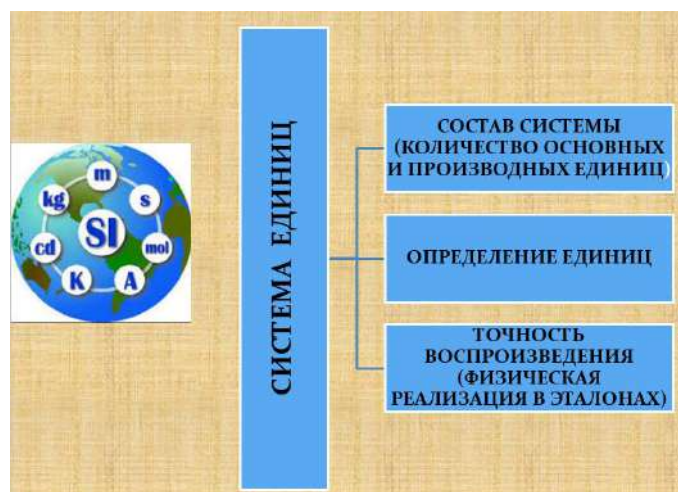 m
kg
s
SI
cd
mol
K
A
СИСТЕМА ЕДИНИЦ
СОСТАВ СИСТЕМЫ
(КОЛИЧЕСТВО ОСНОВНЫХ
И ПРОИЗВОДНЫХ ЕДИНИЦ)
ОПРЕДЕЛЕНИЕ ЕДИНИЦ
ТОЧНОСТЬ
ВОСПРОИЗВЕДЕНИЯ
(ФИЗИЧЕСКАЯ
РЕАЛИЗАЦИЯ В ЭТАЛОНАХ)